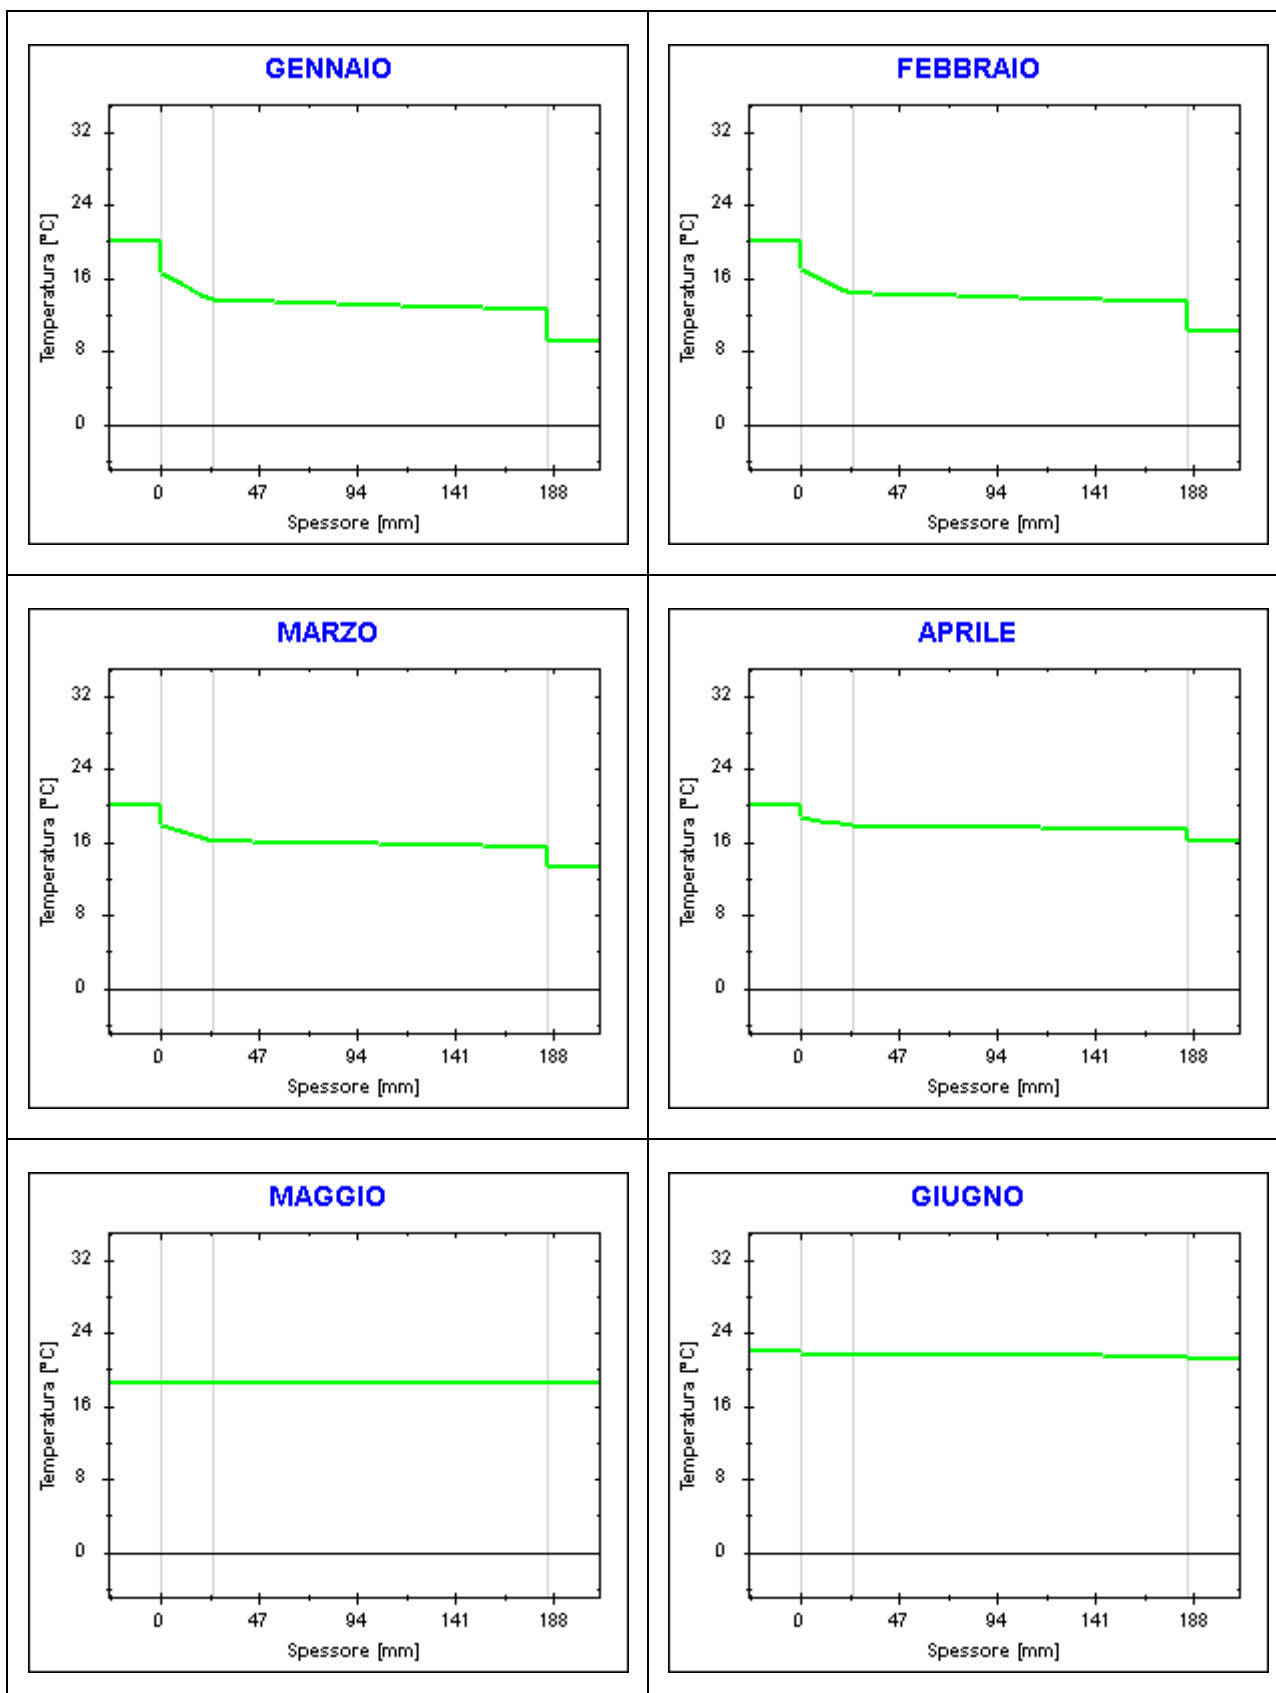 GENNAIO
32
24
16
8
0
Temperatura [°C]
0 47 94 141 188
Spessore [mm]
FEBBRAIO
32
24
16
8
0
Temperatura [°C]
0 47 94 141 188
Spessore [mm]
MARZO
32
24
16
8
0
Temperatura [°C]
0 47 94 141 188
Spessore [mm]
APRILE
32
24
16
8
0
Temperatura [°C]
0 47 94 141 188
Spessore [mm]
MAGGIO
32
24
16
8
0
Temperatura [°C]
0 47 94 141 188
Spessore [mm]
GIUGNO
32
24
16
8
0
Temperatura [°C]
0 47 94 141 188
Spessore [mm]